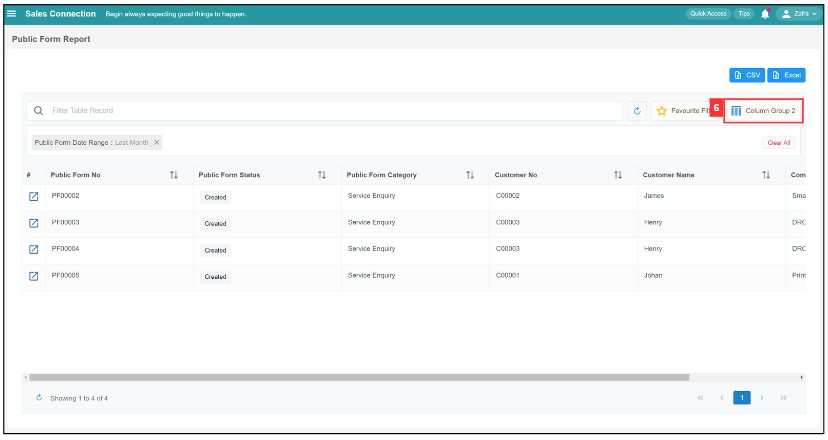 Sales Connection Begin always expecting good things to happen. Quick Access Tips Zafra
Public Form Report
CSV Excel
Filter Table Record Favourite Fil 6 Column Group 2
Public Form Date Range : Last Month ✕ Clear All
# Public Form No Public Form Status Public Form Category Customer No Customer Name Com
PF00002 Created Service Enquiry C00002 James Sma
PF00003 Created Service Enquiry C00003 Henry DRC
PF00004 Created Service Enquiry C00003 Henry DRC
PF00005 Created Service Enquiry C00001 Johan Print
Showing 1 to 4 of 4 1